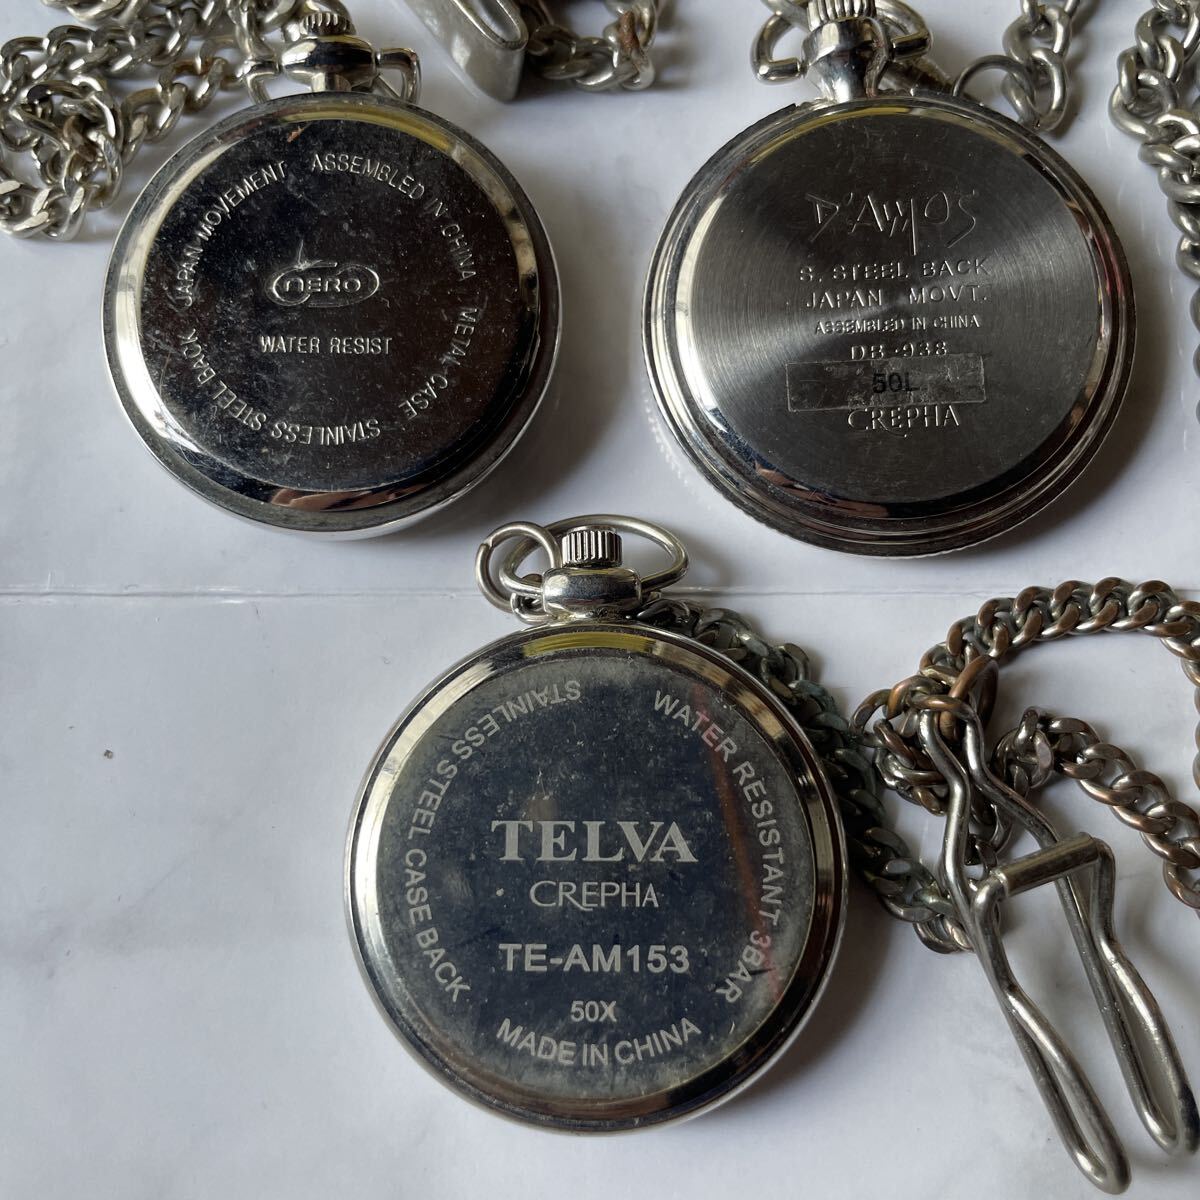 JAPAN MOVEMENT ASSEMBLED IN CHINA METAL CASE STAINLESS STEEL BACK
NERO
WATER RESIST
D'AMOS
S. STEEL BACK
JAPAN MOVT.
ASSEMBLED IN CHINA
DB-938
50L
CREPHA
STAINLESS STEEL CASE BACK
WATER RESISTANT 3BAR
TELVA
CREPHA
TE-AM153
50X
MADE IN CHINA